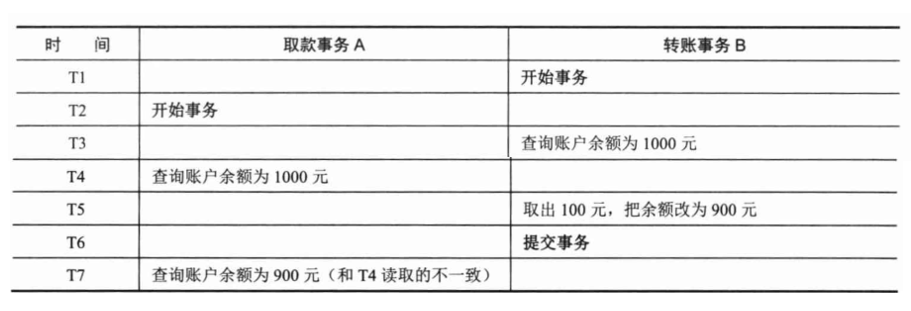 时 间 取款事务 A 转账事务 B
T1 开始事务
T2 开始事务
T3 查询账户余额为 1000 元
T4 查询账户余额为 1000 元
T5 取出 100 元，把余额改为 900 元
T6 提交事务
T7 查询账户余额为 900 元（和 T4 读取的不一致）